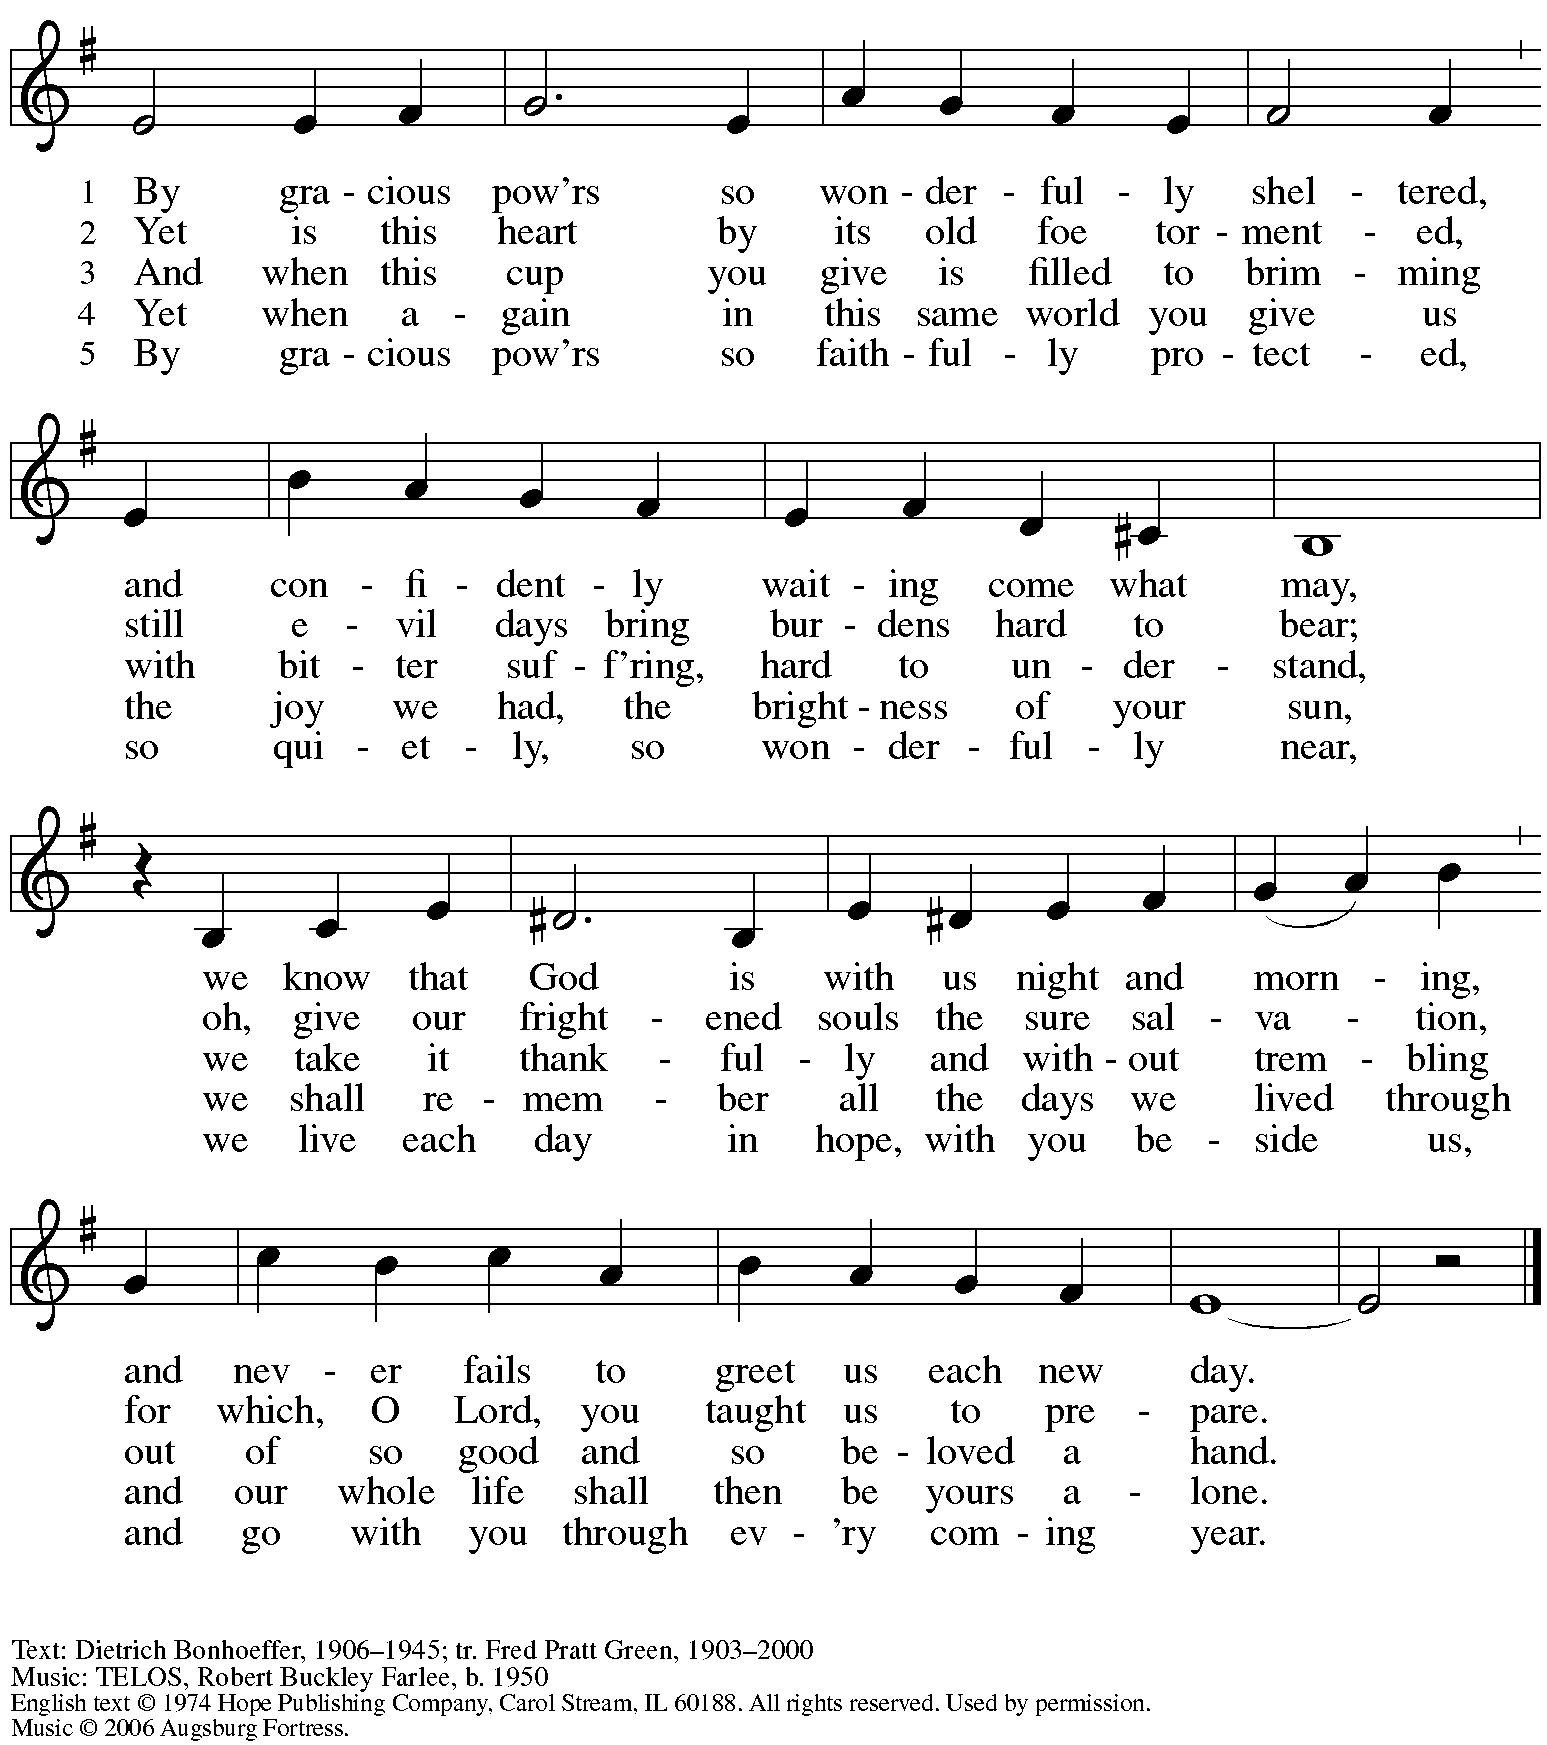 1 By gra - cious pow’rs so won - der - ful - ly shel - tered,
2 Yet is this heart by its old foe tor - ment - ed,
3 And when this cup you give is filled to brim - ming
4 Yet when a - gain in this same world you give us
5 By gra - cious pow’rs so faith - ful - ly pro - tect - ed,
and con - fi - dent - ly wait - ing come what may,
still e - vil days bring bur - dens hard to bear;
with bit - ter suf - f’ring, hard to un - der - stand,
the joy we had, the bright - ness of your sun,
so qui - et - ly, so won - der - ful - ly near,
we know that God is with us night and morn - ing,
oh, give our fright - ened souls the sure sal - va - tion,
we take it thank - ful - ly and with - out trem - bling
we shall re - mem - ber all the days we lived through
we live each day in hope, with you be - side us,
and nev - er fails to greet us each new day.
for which, O Lord, you taught us to pre - pare.
out of so good and so be - loved a hand.
and our whole life shall then be yours a - lone.
and go with you through ev - ’ry com - ing year.
Text: Dietrich Bonhoeffer, 1906–1945; tr. Fred Pratt Green, 1903–2000
Music: TELOS, Robert Buckley Farlee, b. 1950
English text © 1974 Hope Publishing Company, Carol Stream, IL 60188. All rights reserved. Used by permission.
Music © 2006 Augsburg Fortress.